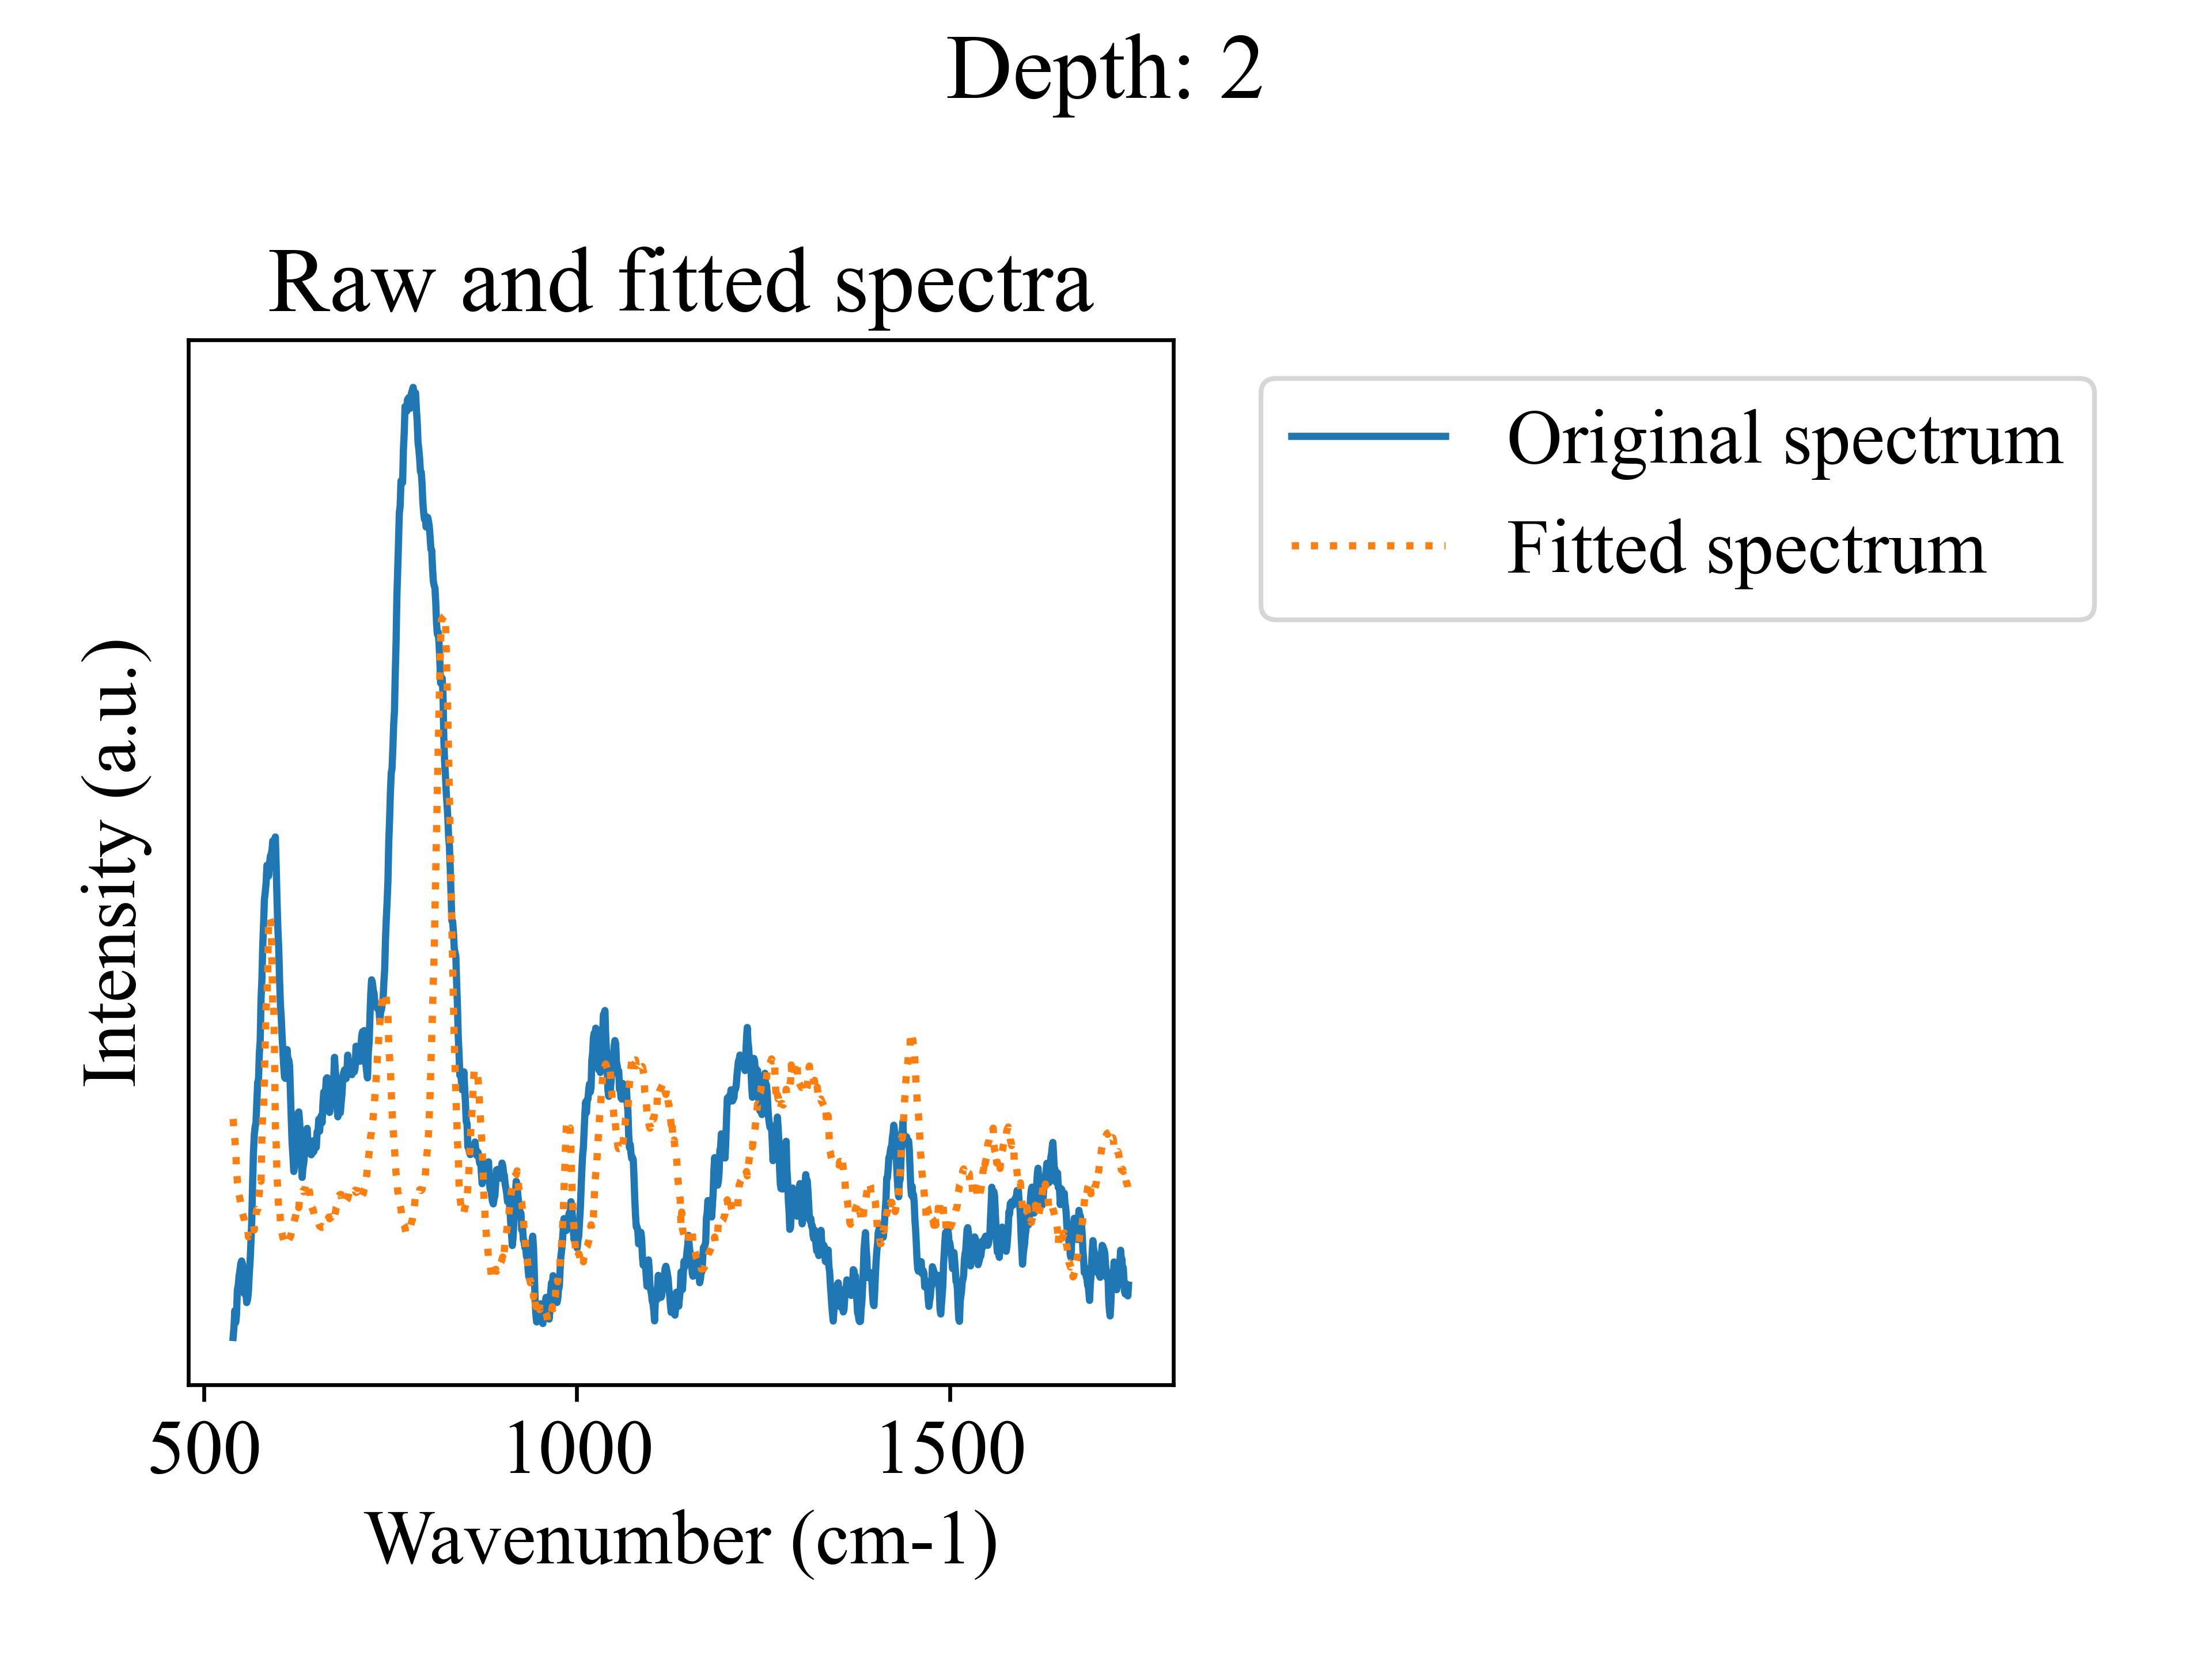 Depth: 2
Raw and fitted spectra
Original spectrum
Fitted spectrum
Intensity (a.u.)
500 1000 1500
Wavenumber (cm-1)